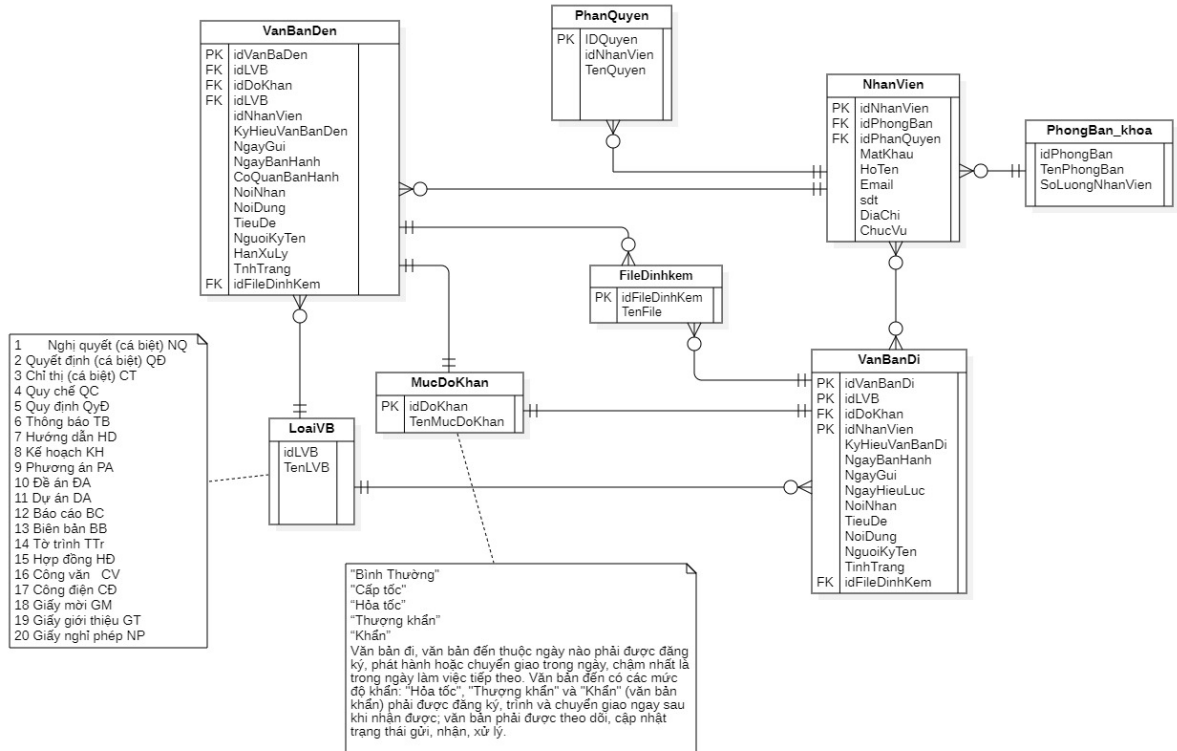 VanBanDen
PK idVanBaDen
FK idLVB
FK idDoKhan
FK idLVB
idNhanVien
KyHieuVanBanDen
NgayGui
NgayBanHanh
CoQuanBanHanh
NoiNhan
NoiDung
TieuDe
NguoiKyTen
HanXuLy
TnhTrang
FK idFileDinhKem
PhanQuyen
PK IDQuyen
idNhanVien
TenQuyen
NhanVien
PK idNhanVien
FK idPhongBan
FK idPhanQuyen
MatKhau
HoTen
Email
sdt
DiaChi
ChucVu
PhongBan_khoa
idPhongBan
TenPhongBan
SoLuongNhanVien
FileDinhkem
PK idFileDinhKem
TenFile
MucDoKhan
PK idDoKhan
TenMucDoKhan
LoaiVB
idLVB
TenLVB
VanBanDi
PK idVanBanDi
PK idLVB
FK idDoKhan
PK idNhanVien
KyHieuVanBanDi
NgayBanHanh
NgayGui
NgayHieuLuc
NoiNhan
TieuDe
NoiDung
NguoiKyTen
TinhTrang
FK idFileDinhKem
1 Nghị quyết (cá biệt) NQ
2 Quyết định (cá biệt) QĐ
3 Chỉ thị (cá biệt) CT
4 Quy chế QC
5 Quy định QyĐ
6 Thông báo TB
7 Hướng dẫn HD
8 Kế hoạch KH
9 Phương án PA
10 Đề án ĐA
11 Dự án DA
12 Báo cáo BC
13 Biên bản BB
14 Tờ trình TTr
15 Hợp đồng HĐ
16 Công văn CV
17 Công điện CĐ
18 Giấy mời GM
19 Giấy giới thiệu GT
20 Giấy nghỉ phép NP
"Bình Thường"
"Cấp tốc"
"Hỏa tốc"
"Thượng khẩn"
"Khẩn"
Văn bản đi, văn bản đến thuộc ngày nào phải được đăng
ký, phát hành hoặc chuyển giao trong ngày, chậm nhất là
trong ngày làm việc tiếp theo. Văn bản đến có các mức
độ khẩn: "Hỏa tốc", "Thượng khẩn" và "Khẩn" (văn bản
khẩn) phải được đăng ký, trình và chuyển giao ngay sau
khi nhận được; văn bản phải được theo dõi, cập nhật
trạng thái gửi, nhận, xử lý.